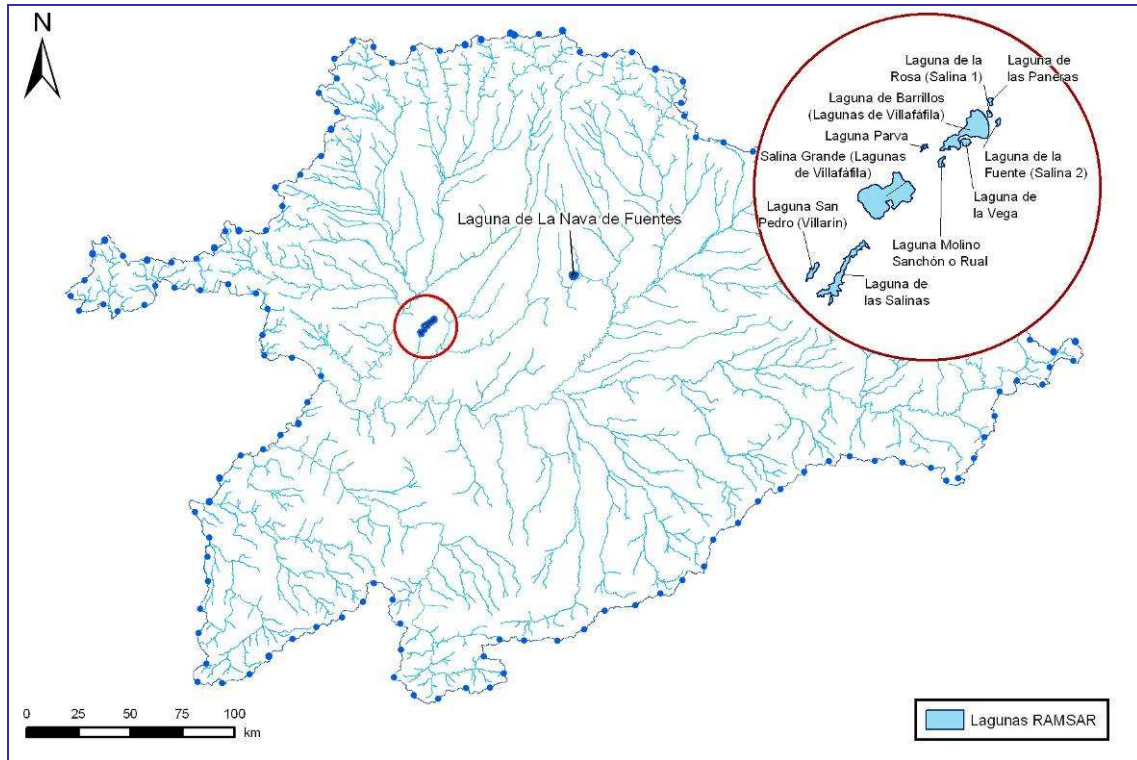 N
Laguna de la
Rosa (Salina 1)
Laguna de
las Paneras
Laguna de Barrillos
(Lagunas de Villafáfila)
Laguna Parva
Salina Grande (Lagunas
de Villafáfila)
Laguna de la
Fuente (Salina 2)
Laguna de
la Vega
Laguna San
Pedro (Villarin)
Laguna Molino
Sanchón o Rual
Laguna de
las Salinas
Laguna de La Nava de Fuentes
0 25 50 75 100
km
Lagunas RAMSAR